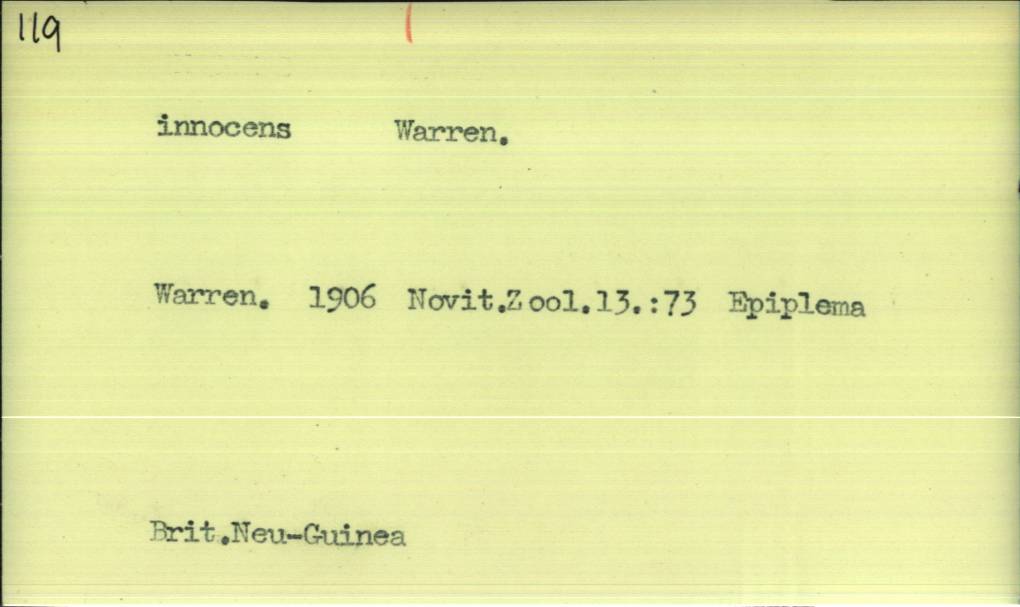 119
innocens Warren.
Warren. 1906 Novit.Zool.13.:73 Epiplema
Brit.Neu-Guinea